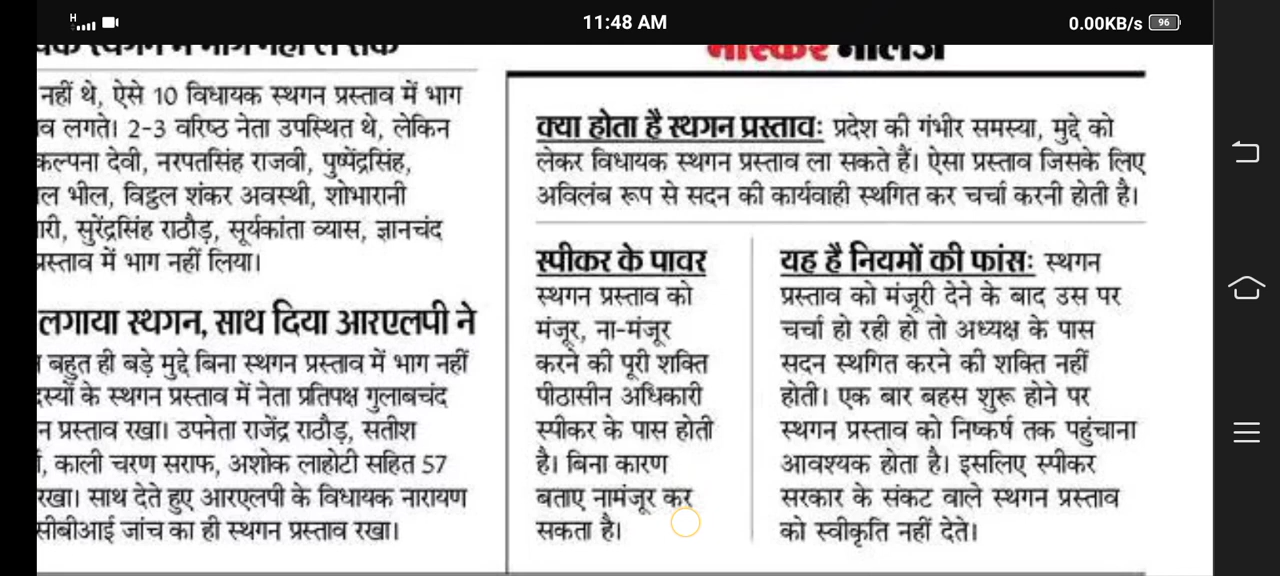 H
11:48 AM
0.00KB/s
96
नहीं थे, ऐसे 10 विधायक स्थगन प्रस्ताव में भाग
व लगते। 2-3 वरिष्ठ नेता उपस्थित थे, लेकिन
कल्पना देवी, नरपतसिंह राजवी, पुष्पेंद्रसिंह,
ल भील, विट्ठल शंकर अवस्थी, शोभारानी
ारी, सुरेंद्रसिंह राठौड़, सूर्यकांता व्यास, ज्ञानचंद
प्रस्ताव में भाग नहीं लिया।
लगाया स्थगन, साथ दिया आरएलपी ने
बहुत ही बड़े मुद्दे बिना स्थगन प्रस्ताव में भाग नहीं
दस्यों के स्थगन प्रस्ताव में नेता प्रतिपक्ष गुलाबचंद
न प्रस्ताव रखा। उपनेता राजेंद्र राठौड़, सतीश
काली चरण सराफ, अशोक लाहोटी सहित 57
रखा। साथ देते हुए आरएलपी के विधायक नारायण
सीबीआई जांच का ही स्थगन प्रस्ताव रखा।
भास्कर नॉलेज
क्या होता है स्थगन प्रस्ताव: प्रदेश की गंभीर समस्या, मुद्दे को
लेकर विधायक स्थगन प्रस्ताव ला सकते हैं। ऐसा प्रस्ताव जिसके लिए
अविलंब रूप से सदन की कार्यवाही स्थगित कर चर्चा करनी होती है।
स्पीकर के पावर
स्थगन प्रस्ताव को
मंजूर, ना-मंजूर
करने की पूरी शक्ति
पीठासीन अधिकारी
स्पीकर के पास होती
है। बिना कारण
बताए नामंजूर कर
सकता है।
यह है नियमों की फांस: स्थगन
प्रस्ताव को मंजूरी देने के बाद उस पर
चर्चा हो रही हो तो अध्यक्ष के पास
सदन स्थगित करने की शक्ति नहीं
होती। एक बार बहस शुरू होने पर
स्थगन प्रस्ताव को निष्कर्ष तक पहुंचाना
आवश्यक होता है। इसलिए स्पीकर
सरकार के संकट वाले स्थगन प्रस्ताव
को स्वीकृति नहीं देते।